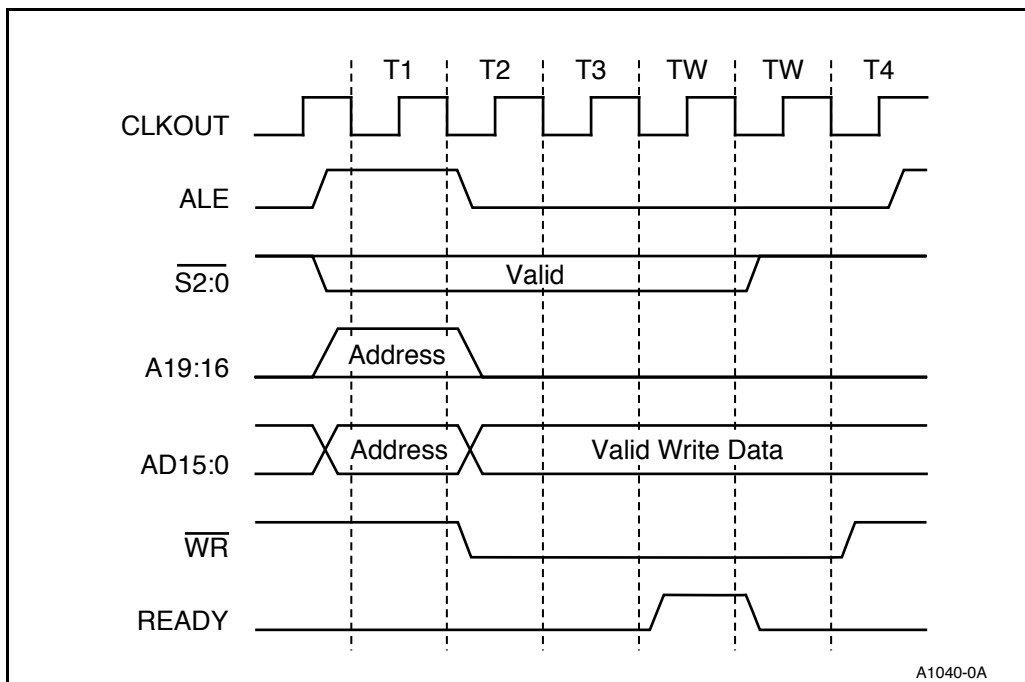 T1 T2 T3 TW TW T4
CLKOUT
ALE
S2:0 Valid
A19:16 Address
AD15:0 Address Valid Write Data
WR
READY
A1040-0A